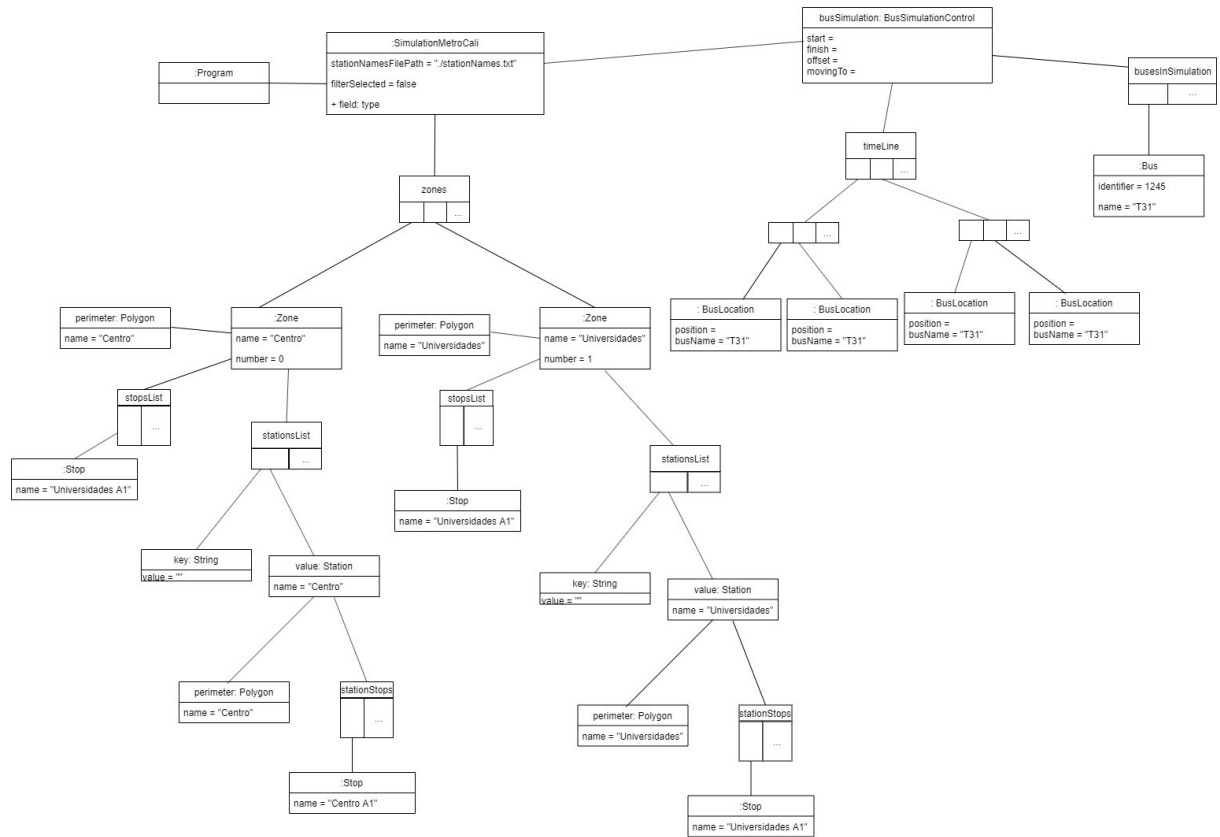 busSimulation: BusSimulationControl
start =
finish =
offset =
movingTo =
:SimulationMetroCali
stationNamesFilePath = "./stationNames.txt"
filterSelected = false
+ field: type
:Program
busesInSimulation
...
timeLine
...
:Bus
identifier = 1245
name = "T31"
zones
...
...
...
: BusLocation
position =
busName = "T31"
: BusLocation
position =
busName = "T31"
: BusLocation
position =
busName = "T31"
: BusLocation
position =
busName = "T31"
perimeter: Polygon
name = "Centro"
:Zone
name = "Centro"
number = 0
perimeter: Polygon
name = "Universidades"
:Zone
name = "Universidades"
number = 1
stopsList
...
stationsList
...
stopsList
...
stationsList
...
:Stop
name = "Universidades A1"
:Stop
name = "Universidades A1"
key: String
value = ""
value: Station
name = "Centro"
key: String
value = ""
value: Station
name = "Universidades"
perimeter: Polygon
name = "Centro"
stationStops
...
perimeter: Polygon
name = "Universidades"
stationStops
...
:Stop
name = "Centro A1"
:Stop
name = "Universidades A1"